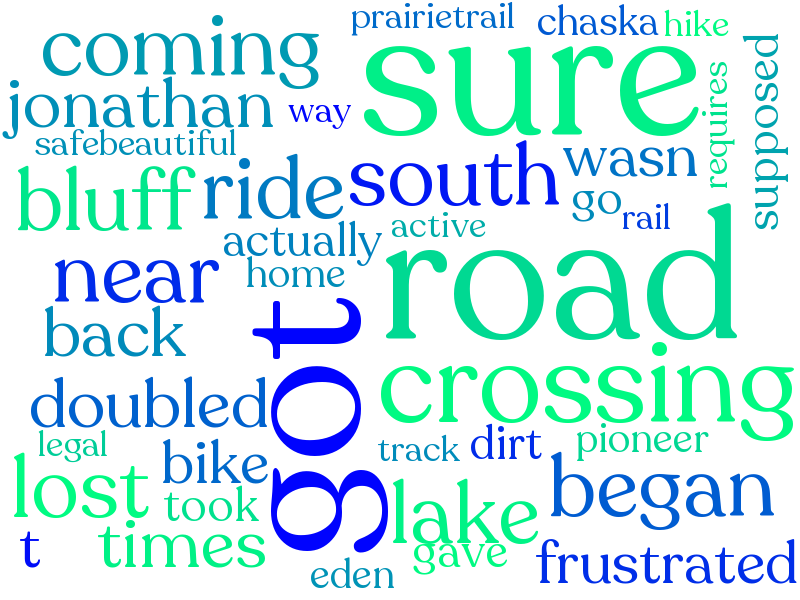 prairietrail
chaska
hike
coming
sure
supposed
jonathan
way
requires
safebeautiful
south
wasn
bluff
ride
go
rail
actually
active
road
near
home
got
back
crossing
doubled
legal
track
dirt
pioneer
bike
lost
took
lake
began
times
t
gave
frustrated
eden